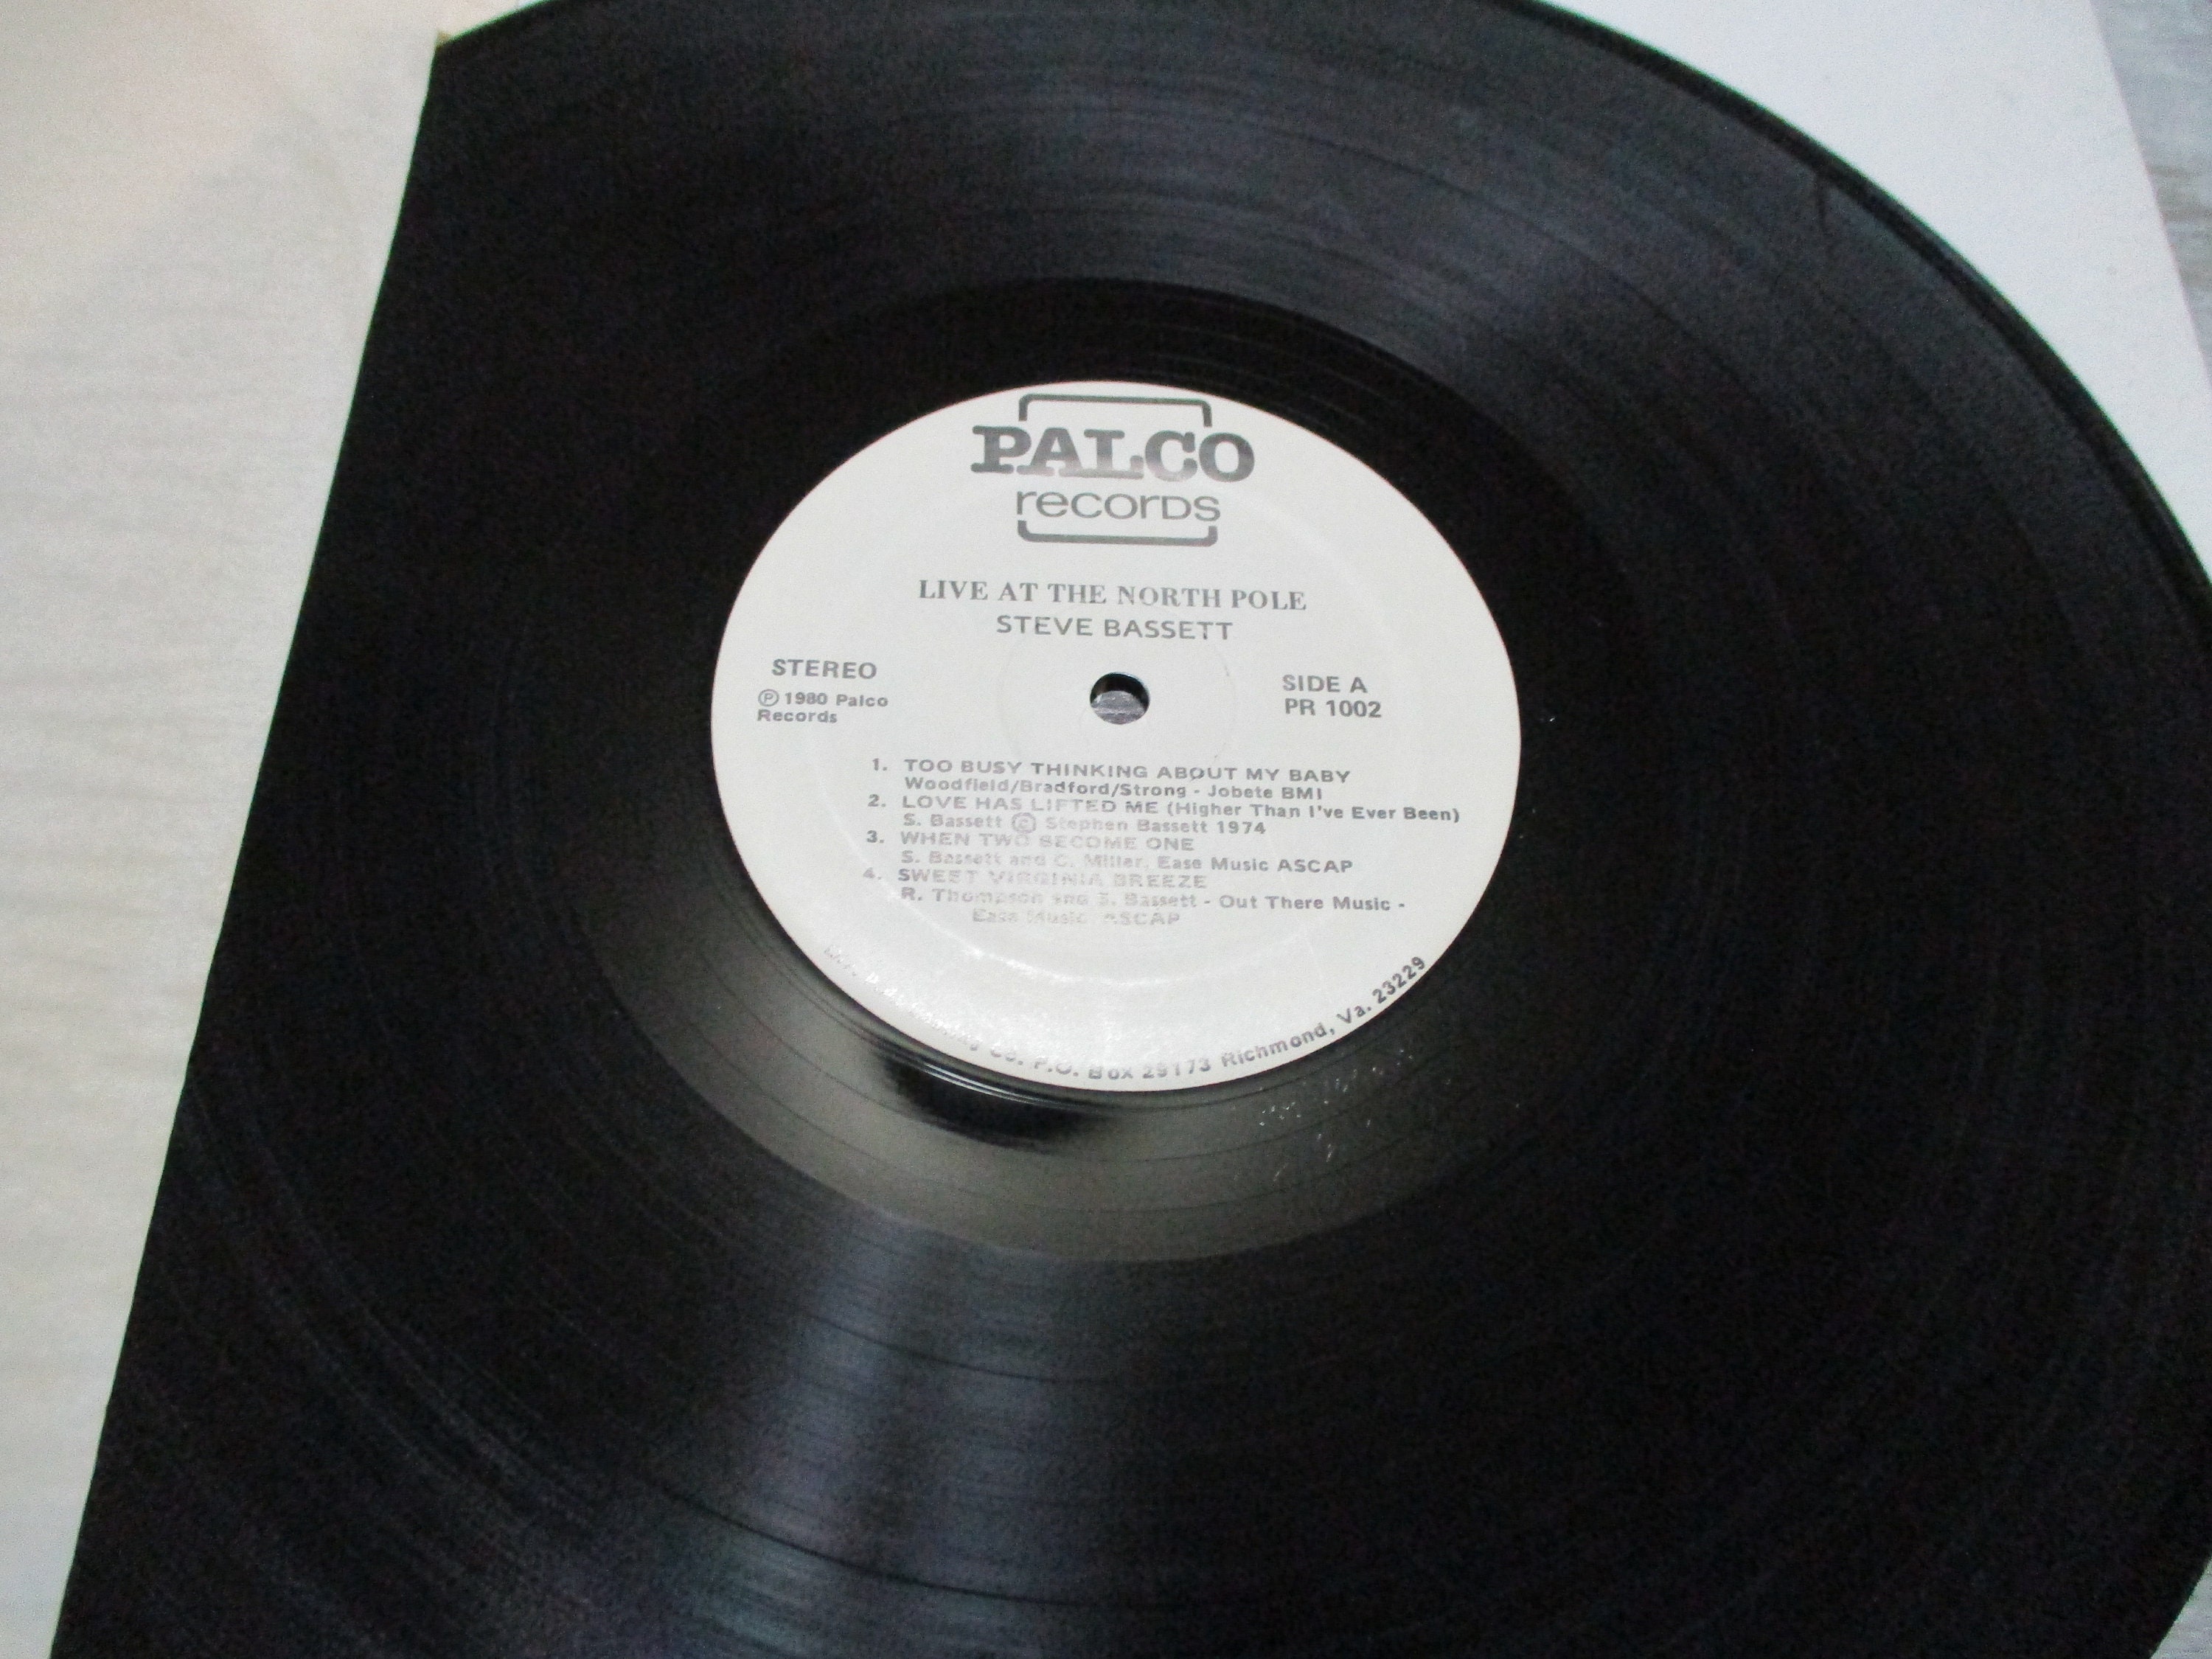 PALCO
records
LIVE AT THE NORTH POLE
STEVE BASSETT
STEREO
℗ 1980 Palco
Records
SIDE A
PR 1002
1. TOO BUSY THINKING ABOUT MY BABY
Woodfield/Bradford/Strong - Jobete BMI
2. LOVE HAS LIFTED ME (Higher Than I've Ever Been)
S. Bassett © Stephen Bassett 1974
3. WHEN TWO BECOME ONE
S. Bassett and C. Miller, Ease Music ASCAP
4. SWEET VIRGINIA BREEZE
R. Thompson and S. Bassett - Out There Music -
Ease Music, ASCAP
Co. P.O. Box 29173 Richmond, Va. 23229